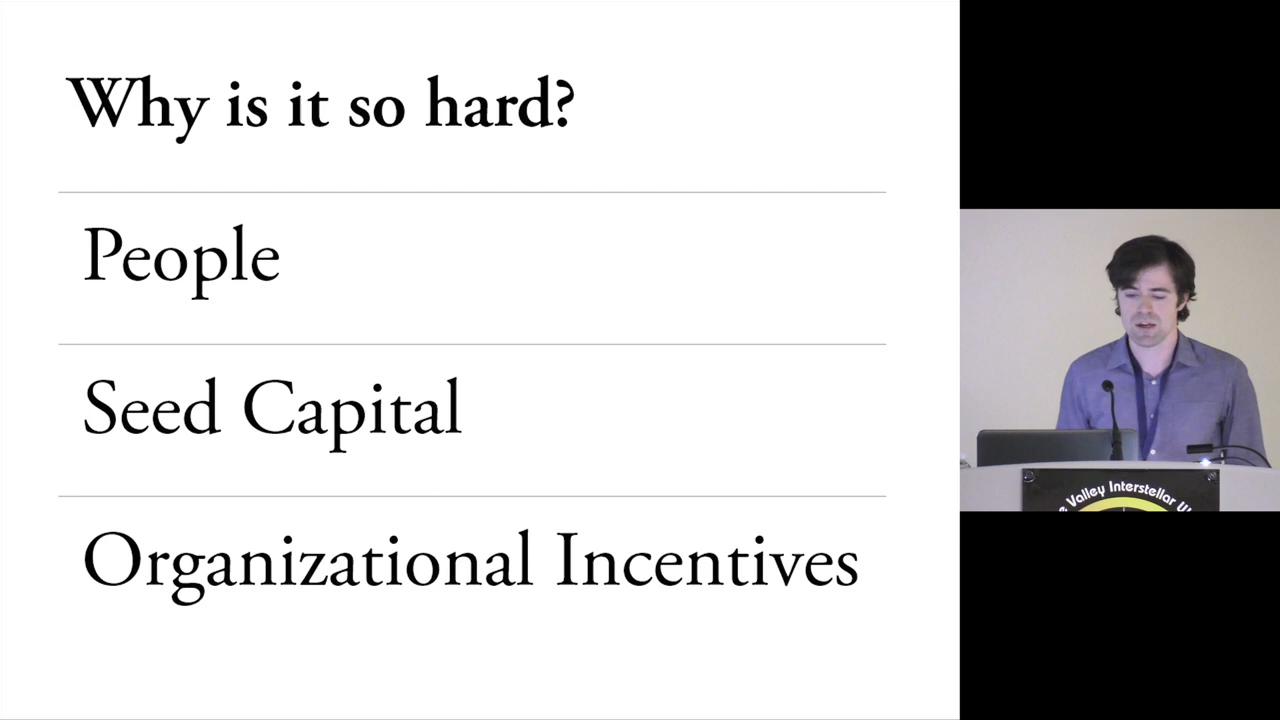 Why is it so hard?
People
Seed Capital
Organizational Incentives
Valley Interstellar